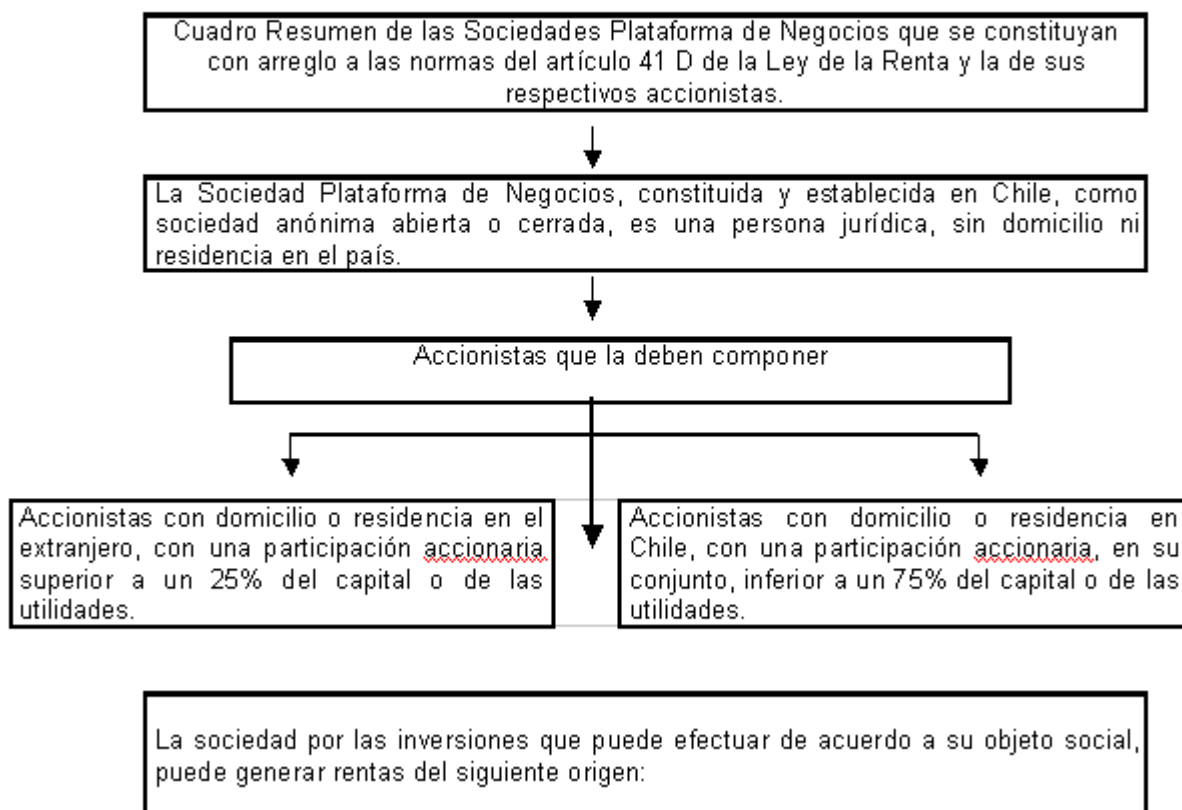 Cuadro Resumen de las Sociedades Plataforma de Negocios que se constituyan
con arreglo a las normas del artículo 41 D de la Ley de la Renta y la de sus
respectivos accionistas.
La Sociedad Plataforma de Negocios, constituida y establecida en Chile, como
sociedad anónima abierta o cerrada, es una persona jurídica, sin domicilio ni
residencia en el país.
Accionistas que la deben componer
Accionistas con domicilio o residencia en el
extranjero, con una participación accionaria
superior a un 25% del capital o de las
utilidades.
Accionistas con domicilio o residencia en
Chile, con una participación accionaria, en su
conjunto, inferior a un 75% del capital o de las
utilidades.
La sociedad por las inversiones que puede efectuar de acuerdo a su objeto social,
puede generar rentas del siguiente origen: